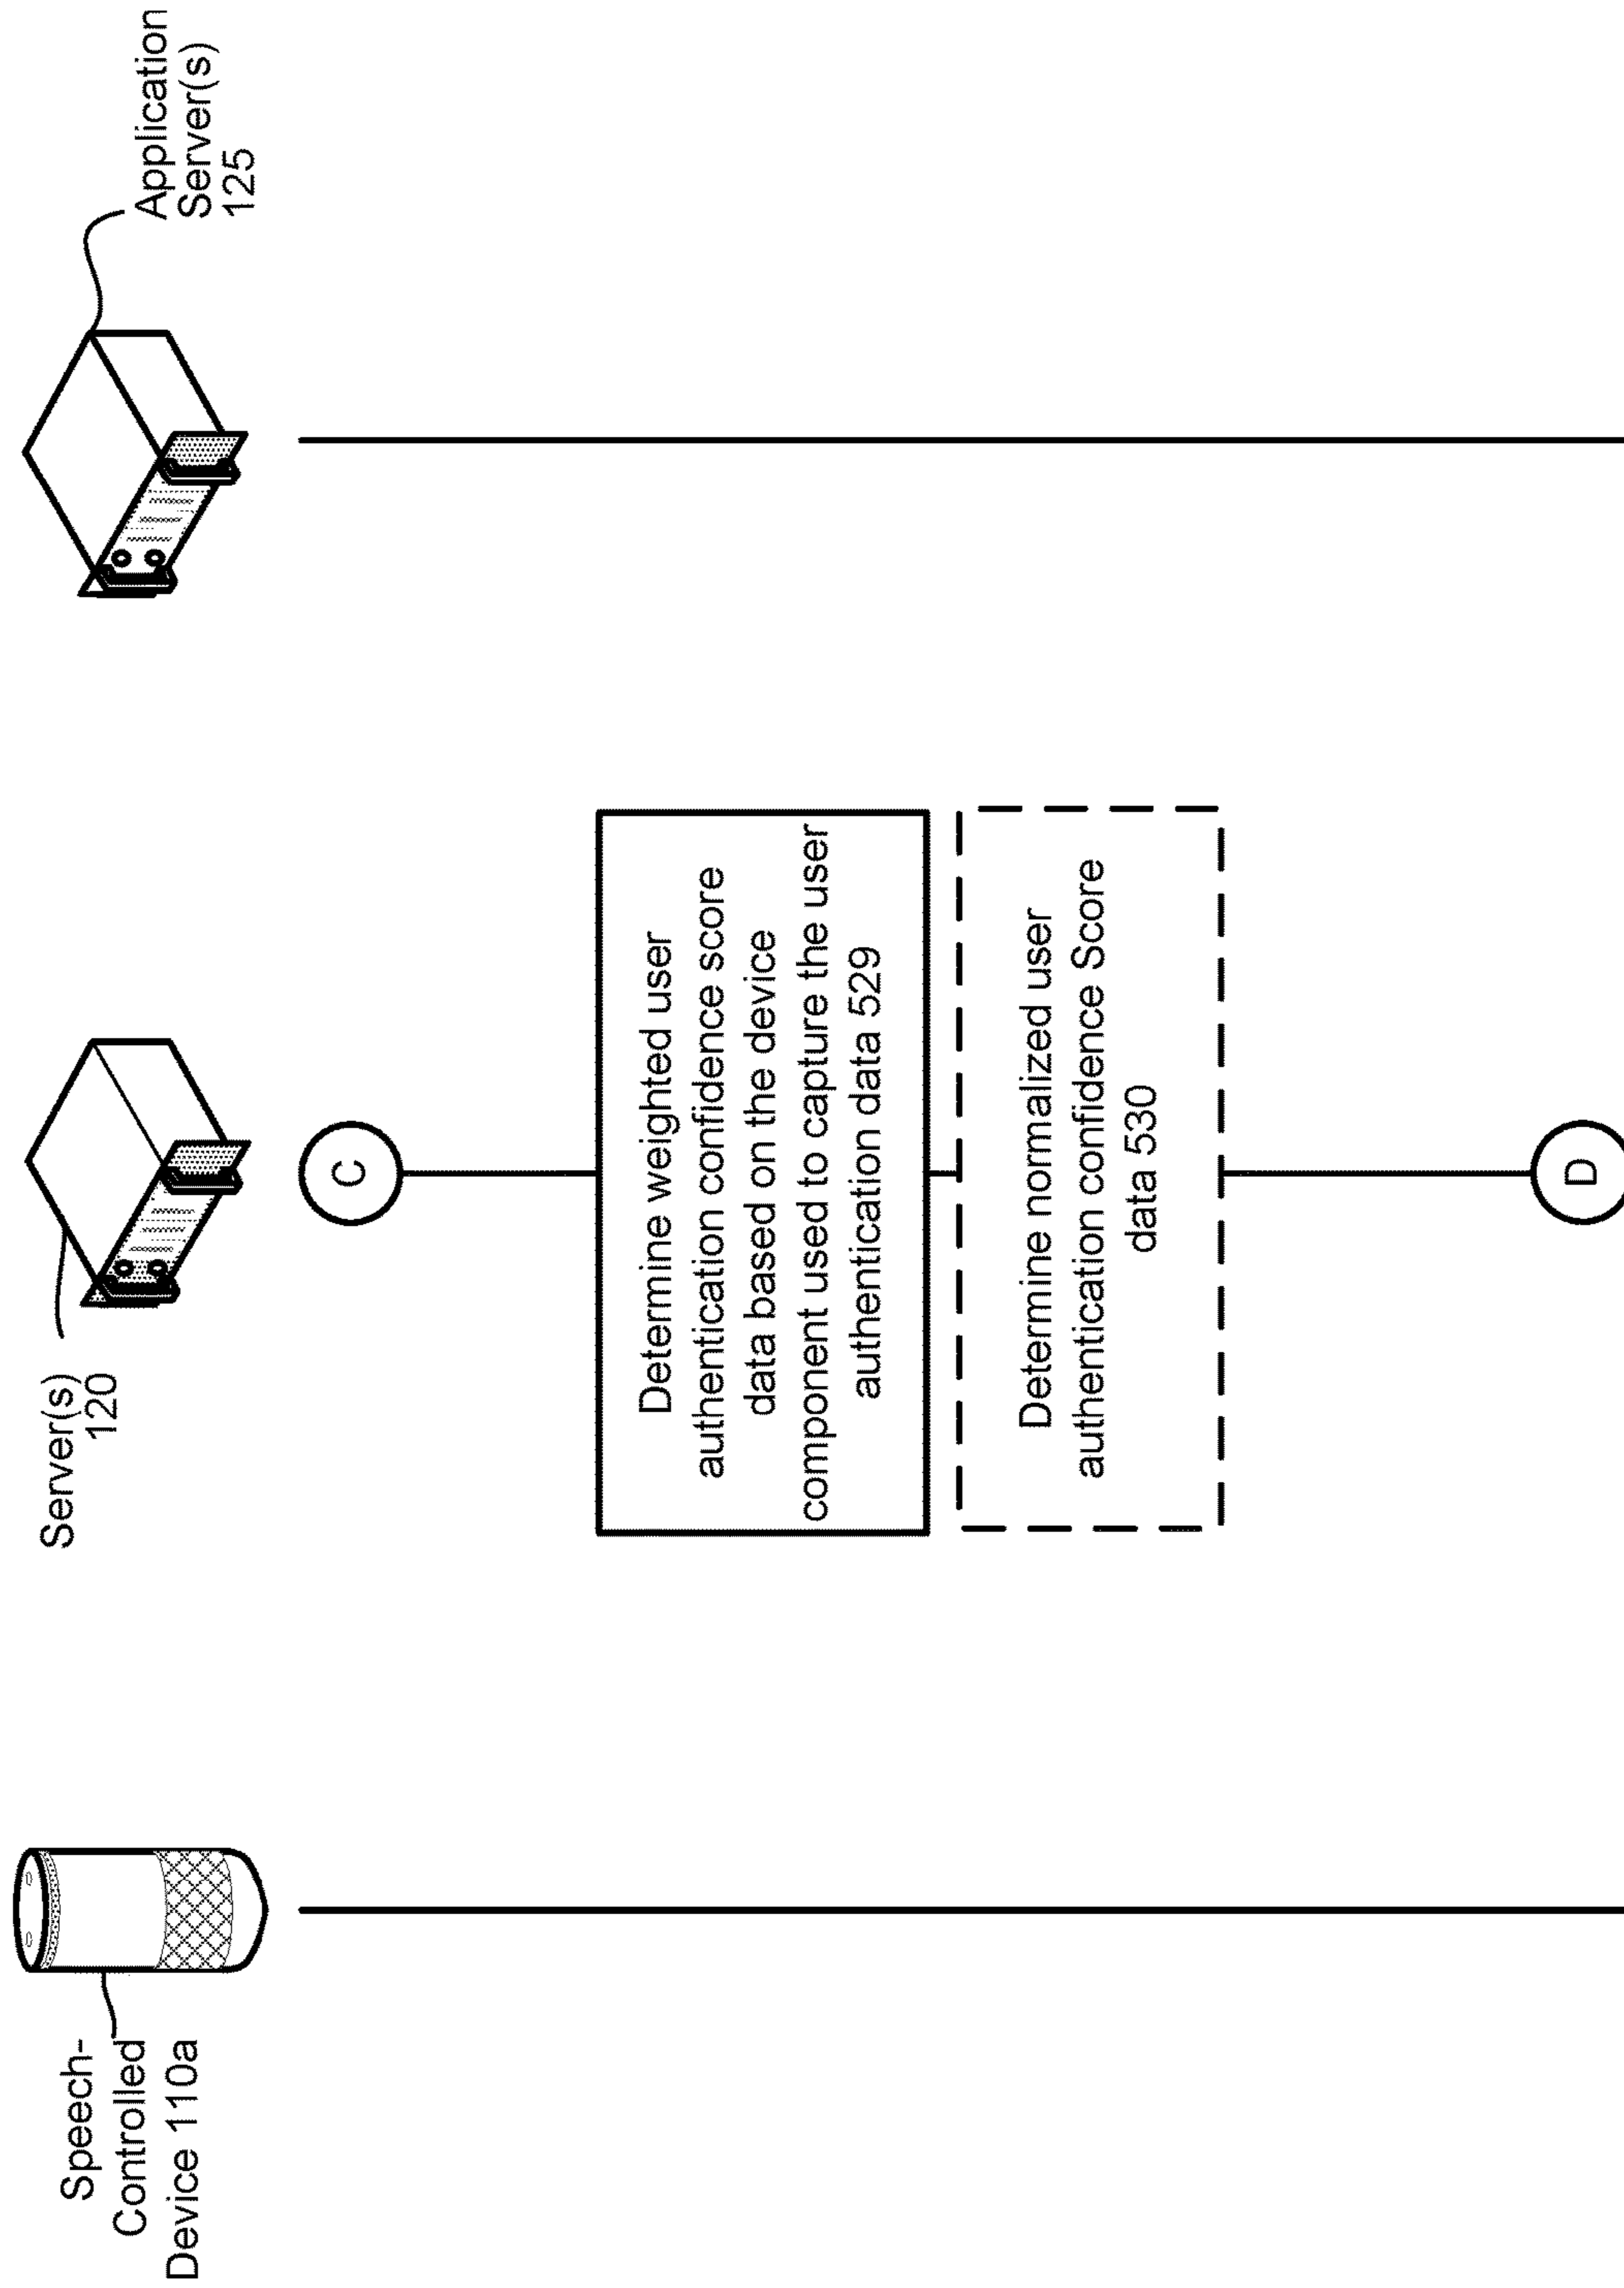 Speech-
Controlled
Device 110a
Server(s)
120
Application
Server(s)
125
C
Determine weighted user
authentication confidence score
data based on the device
component used to capture the user
authentication data 529
Determine normalized user
authentication confidence Score
data 530
D